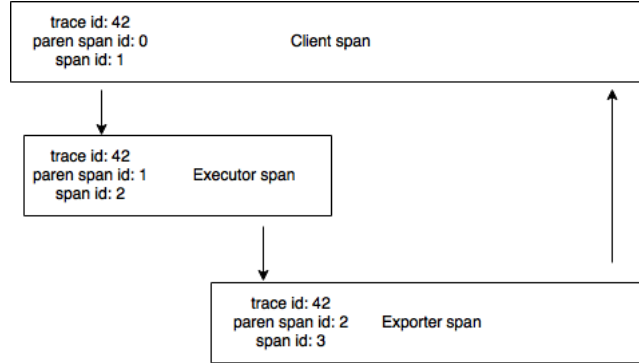 trace id: 42
paren span id: 0 Client span
span id: 1
trace id: 42
paren span id: 1 Executor span
span id: 2
trace id: 42
paren span id: 2 Exporter span
span id: 3